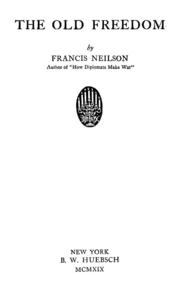 THE OLD FREEDOM
by
FRANCIS NEILSON
Author of "How Diplomats Make War"
NEW YORK
B. W. HUEBSCH
MCMXIX